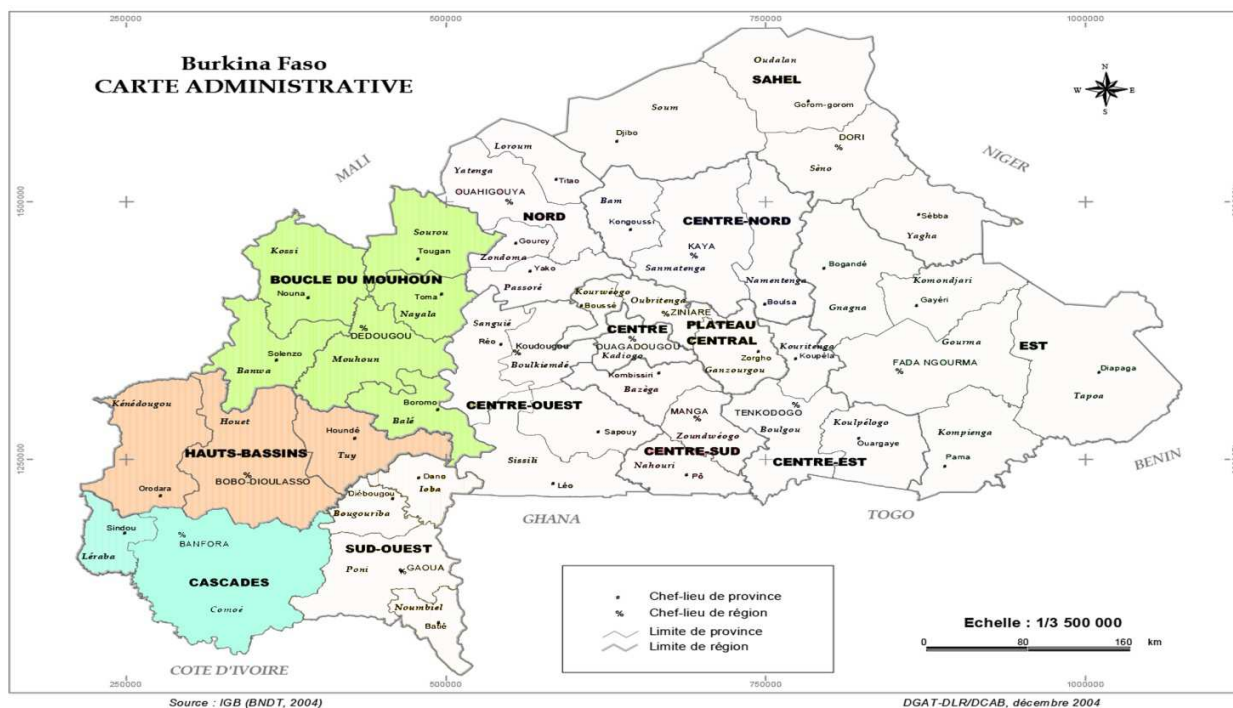 250000
500000
750000
1000000
Burkina Faso
CARTE ADMINISTRATIVE
Oudalan
SAHEL
Gorom-gorom
N
W
E
S
Soum
Djibo
DORI
Séno
NIGER
MALI
Loroum
Yatenga
Titao
OUAHIGOUYA
NORD
1500000
1500000
Bam
Kongoussi
CENTRE-NORD
KAYA
Sanmatenga
Sèbba
Yagha
Sourou
Tougan
Kossi
BOUCLE DU MOUHOUN
Nouna
Toma
Nayala
Gourcy
Zondoma
Yako
Passoré
Bogandé
Komondjari
Gayéri
Gnagna
Namentenga
Boulsa
Kourwéogo
Boussé
Oubritenga
ZINIARE
DEDOUGOU
Mouhoun
Solenzo
Banwa
Sanguié
Réo
Koudougou
Boulkiemdé
CENTRE
OUAGADOUGOU
Kadiogo
PLATEAU
CENTRAL
Zorgho
Ganzourgou
Kouritenga
Koupéla
Gourma
EST
FADA NGOURMA
Diapaga
Tapoa
Kombissiri
Bazèga
Kénédougou
Houet
Boromo
Balé
CENTRE-OUEST
MANGA
Zoundwéogo
TENKODOGO
Boulgou
Koulpélogo
Ouargaye
Kompienga
Pama
Houndé
Tuy
HAUTS-BASSINS
BOBO-DIOULASSO
Orodara
Sapouy
Sissili
Léo
CENTRE-SUD
Nahouri
Pô
CENTRE-EST
1250000
1250000
BENIN
TOGO
GHANA
Dano
Ioba
Diébougou
Bougouriba
Sindou
Léraba
BANFORA
CASCADES
Comoé
SUD-OUEST
Poni
GAOUA
Noumbiel
Batié
COTE D'IVOIRE
Chef-lieu de province
Chef-lieu de région
Limite de province
Limite de région
Echelle : 1/3 500 000
0 80 160 km
250000
500000
750000
1000000
Source : IGB (BNDT, 2004)
DGAT-DLR/DCAB, décembre 2004